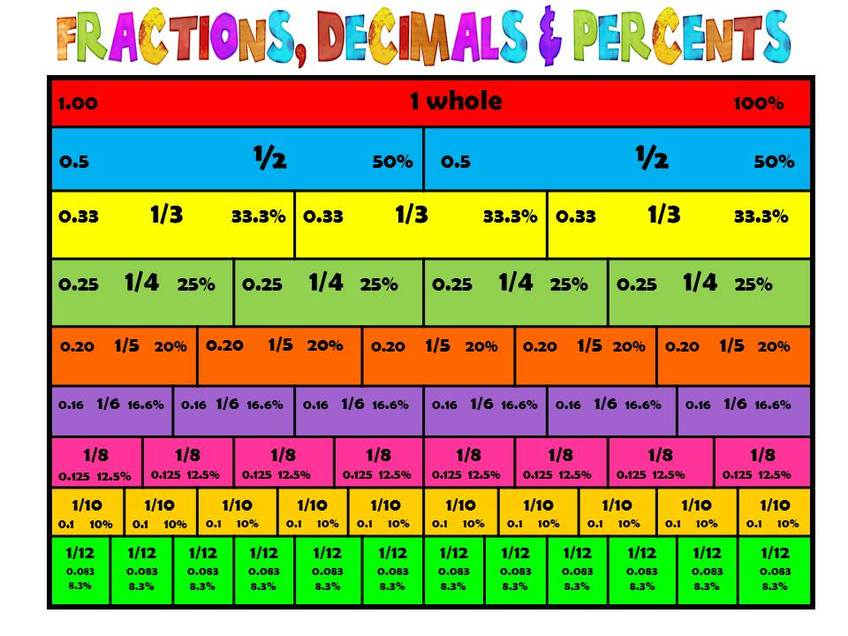 FRACTIONS, DECIMALS & PERCENTS
1.00 1 whole 100%
0.5 1/2 50% 0.5 1/2 50%
0.33 1/3 33.3% 0.33 1/3 33.3% 0.33 1/3 33.3%
0.25 1/4 25% 0.25 1/4 25% 0.25 1/4 25% 0.25 1/4 25%
0.20 1/5 20% 0.20 1/5 20% 0.20 1/5 20% 0.20 1/5 20% 0.20 1/5 20%
0.16 1/6 16.6% 0.16 1/6 16.6% 0.16 1/6 16.6% 0.16 1/6 16.6% 0.16 1/6 16.6% 0.16 1/6 16.6%
1/8 1/8 1/8 1/8 1/8 1/8 1/8 1/8
0.125 12.5% 0.125 12.5% 0.125 12.5% 0.125 12.5% 0.125 12.5% 0.125 12.5% 0.125 12.5% 0.125 12.5%
1/10 1/10 1/10 1/10 1/10 1/10 1/10 1/10 1/10 1/10
0.1 10% 0.1 10% 0.1 10% 0.1 10% 0.1 10% 0.1 10% 0.1 10% 0.1 10% 0.1 10% 0.1 10%
1/12 1/12 1/12 1/12 1/12 1/12 1/12 1/12 1/12 1/12 1/12 1/12
0.083 0.083 0.083 0.083 0.083 0.083 0.083 0.083 0.083 0.083 0.083 0.083
8.3% 8.3% 8.3% 8.3% 8.3% 8.3% 8.3% 8.3% 8.3% 8.3% 8.3% 8.3%